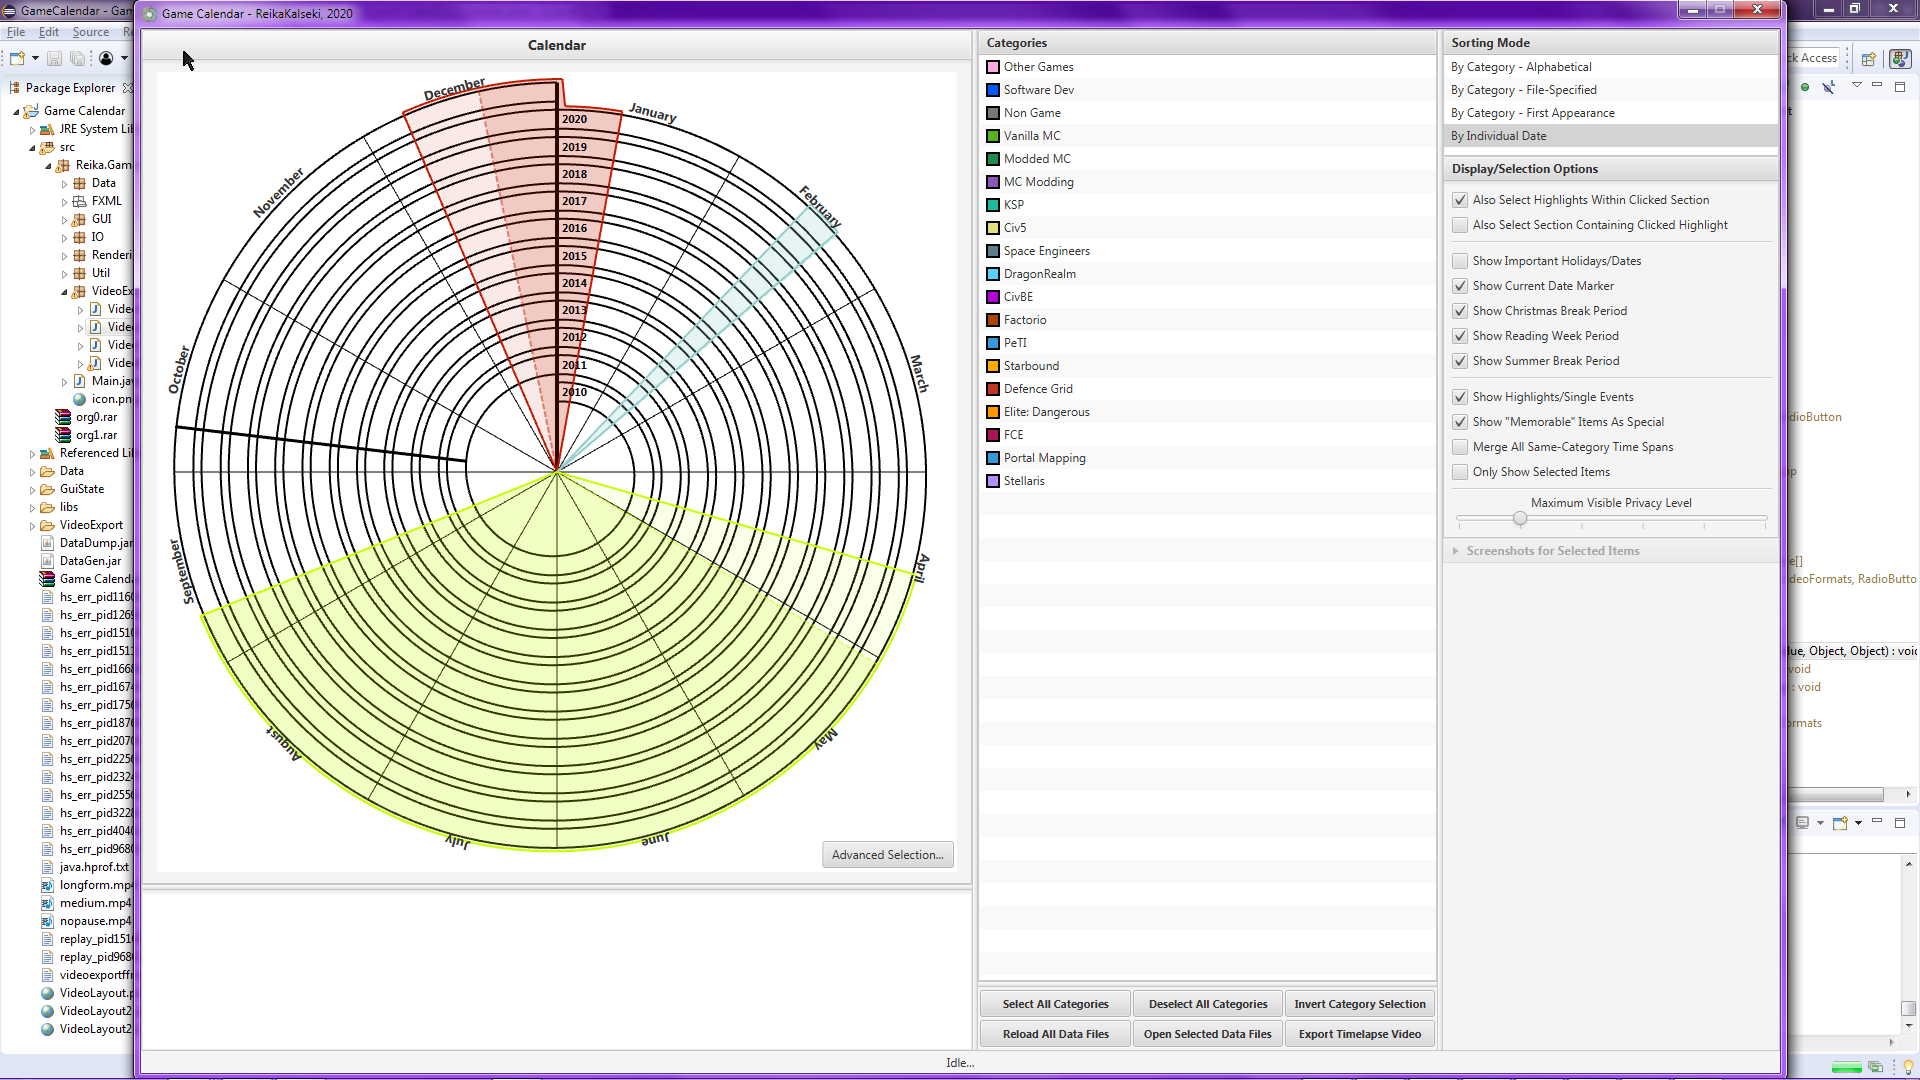 GameCalendar - Gam
Game Calendar - ReikaKalseki, 2020
File Edit Source Re
Package Explorer
Game Calendar
JRE System Lib
src
Reika.Gam
Data
FXML
GUI
IO
Renderi
Util
VideoEx
Vide
Vide
Vide
Vide
Main.jav
icon.pn
org0.rar
org1.rar
Referenced Lib
Data
GuiState
libs
VideoExport
DataDump.jar
DataGen.jar
Game Calenda
hs_err_pid116
hs_err_pid126
hs_err_pid151
hs_err_pid151
hs_err_pid166
hs_err_pid167
hs_err_pid175
hs_err_pid187
hs_err_pid207
hs_err_pid225
hs_err_pid232
hs_err_pid255
hs_err_pid322
hs_err_pid404
hs_err_pid968
java.hprof.txt
longform.mp4
medium.mp4
nopause.mp4
replay_pid151
replay_pid968
videoexportffm
VideoLayout.p
VideoLayout2
VideoLayout2
Calendar
December
January
February
March
April
May
June
July
August
September
October
November
2020
2019
2018
2017
2016
2015
2014
2013
2012
2011
2010
Advanced Selection...
Categories
Other Games
Software Dev
Non Game
Vanilla MC
Modded MC
MC Modding
KSP
Civ5
Space Engineers
DragonRealm
CivBE
Factorio
PeTI
Starbound
Defence Grid
Elite: Dangerous
FCE
Portal Mapping
Stellaris
Select All Categories
Deselect All Categories
Invert Category Selection
Reload All Data Files
Open Selected Data Files
Export Timelapse Video
Idle...
Sorting Mode
By Category - Alphabetical
By Category - File-Specified
By Category - First Appearance
By Individual Date
Display/Selection Options
Also Select Highlights Within Clicked Section
Also Select Section Containing Clicked Highlight
Show Important Holidays/Dates
Show Current Date Marker
Show Christmas Break Period
Show Reading Week Period
Show Summer Break Period
Show Highlights/Single Events
Show "Memorable" Items As Special
Merge All Same-Category Time Spans
Only Show Selected Items
Maximum Visible Privacy Level
Screenshots for Selected Items
ck Access
t
dioButton
up
e[]
deoFormats, RadioButto
lue, Object, Object) : voic
void
: void
ormats